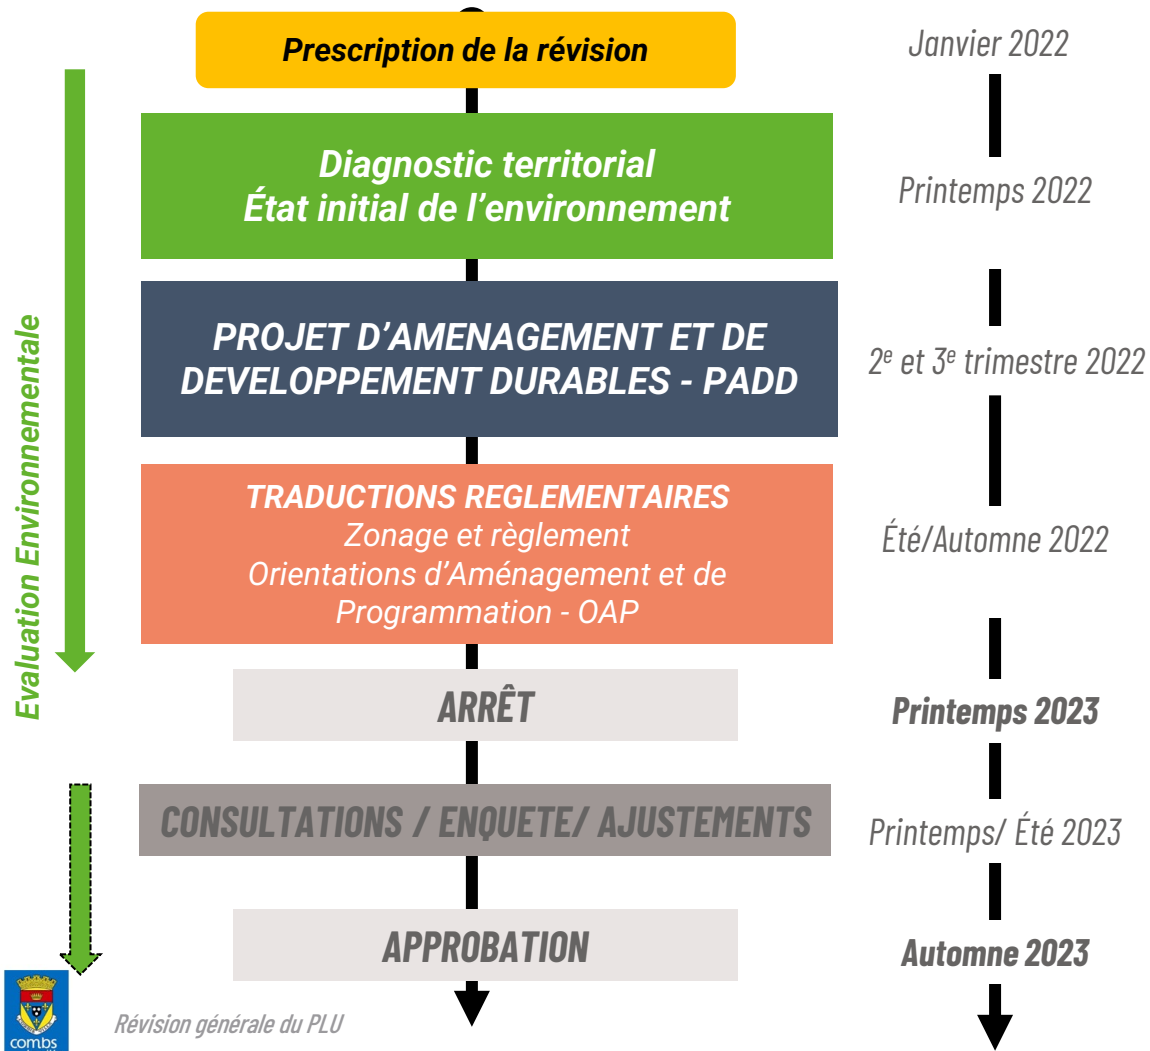 Prescription de la révision
Janvier 2022
Diagnostic territorial
État initial de l’environnement
Printemps 2022
PROJET D’AMENAGEMENT ET DE
DEVELOPPEMENT DURABLES - PADD
2e et 3e trimestre 2022
TRADUCTIONS REGLEMENTAIRES
Zonage et règlement
Orientations d’Aménagement et de
Programmation - OAP
Été/Automne 2022
Evaluation Environnementale
ARRÊT
Printemps 2023
CONSULTATIONS / ENQUETE/ AJUSTEMENTS
Printemps/ Été 2023
APPROBATION
Automne 2023
combs
Révision générale du PLU